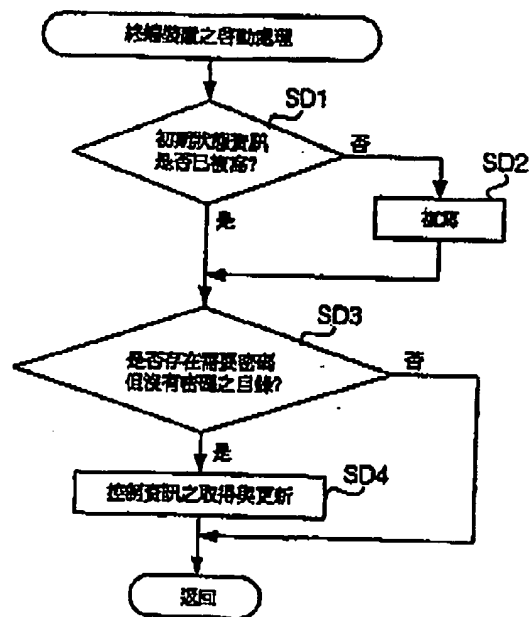 終端裝置之啓動處理
SD1
初期狀態資訊
是否已複寫?
否
SD2
複寫
是
SD3
是否存在需要密碼
但沒有密碼之目錄?
否
是
SD4
控制資訊之取得與更新
返回